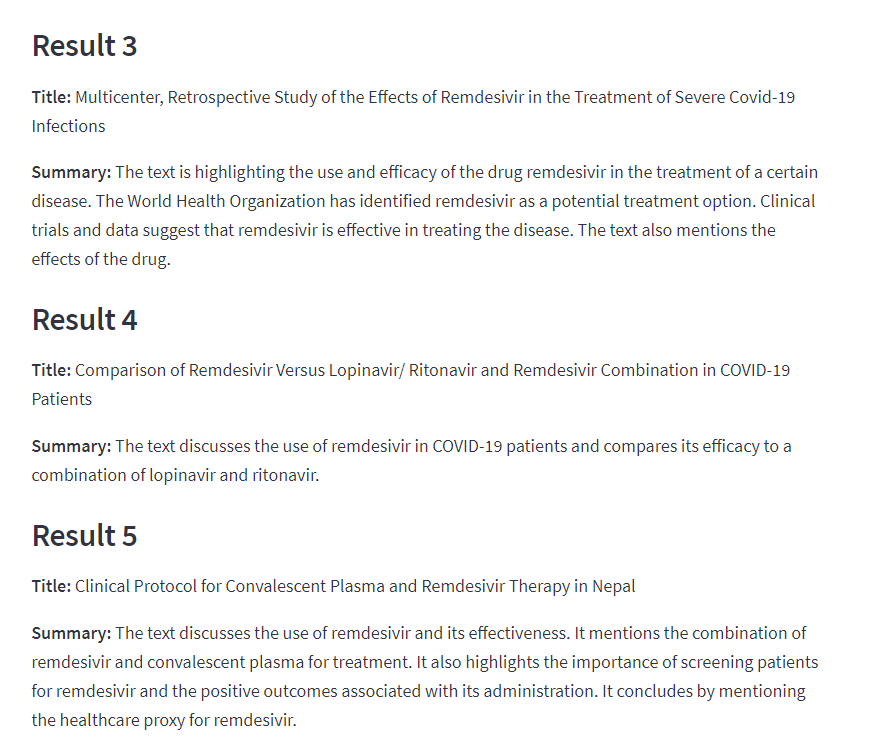 Result 3
Title: Multicenter, Retrospective Study of the Effects of Remdesivir in the Treatment of Severe Covid-19
Infections
Summary: The text is highlighting the use and efficacy of the drug remdesivir in the treatment of a certain
disease. The World Health Organization has identified remdesivir as a potential treatment option. Clinical
trials and data suggest that remdesivir is effective in treating the disease. The text also mentions the
effects of the drug.
Result 4
Title: Comparison of Remdesivir Versus Lopinavir/ Ritonavir and Remdesivir Combination in COVID-19
Patients
Summary: The text discusses the use of remdesivir in COVID-19 patients and compares its efficacy to a
combination of lopinavir and ritonavir.
Result 5
Title: Clinical Protocol for Convalescent Plasma and Remdesivir Therapy in Nepal
Summary: The text discusses the use of remdesivir and its effectiveness. It mentions the combination of
remdesivir and convalescent plasma for treatment. It also highlights the importance of screening patients
for remdesivir and the positive outcomes associated with its administration. It concludes by mentioning
the healthcare proxy for remdesivir.